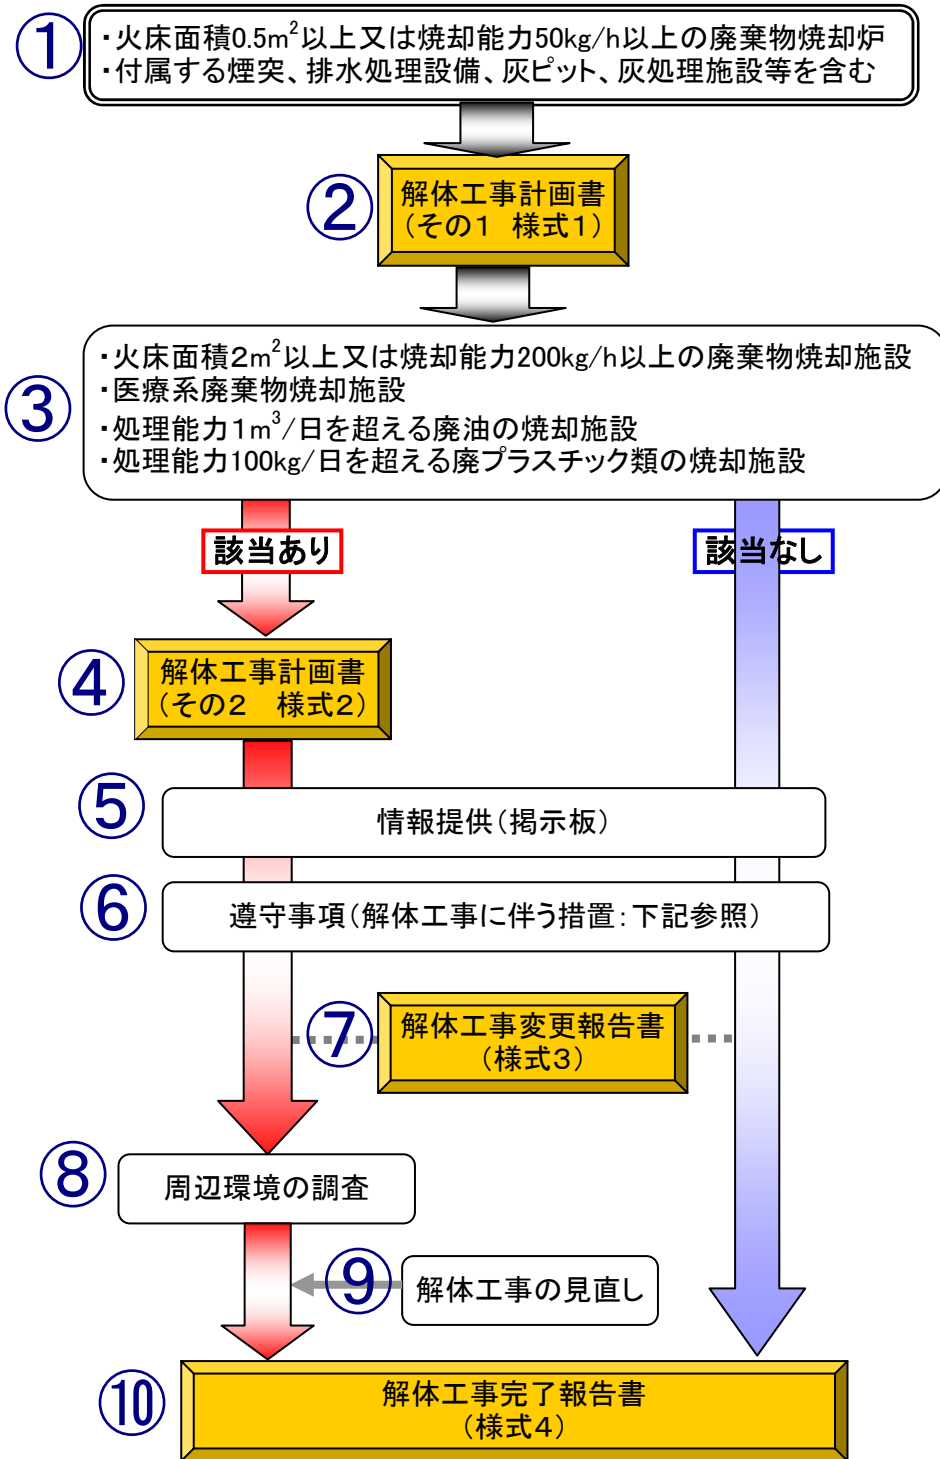 ①
・火床面積0.5m²以上又は焼却能力50kg/h以上の廃棄物焼却炉
・付属する煙突、排水処理設備、灰ピット、灰処理施設等を含む
②
解体工事計画書
(その1 様式1)
③
・火床面積2m²以上又は焼却能力200kg/h以上の廃棄物焼却施設
・医療系廃棄物焼却施設
・処理能力1m³/日を超える廃油の焼却施設
・処理能力100kg/日を超える廃プラスチック類の焼却施設
該当あり
該当なし
④
解体工事計画書
(その2 様式2)
⑤
情報提供(掲示板)
⑥
遵守事項(解体工事に伴う措置:下記参照)
⑦
解体工事変更報告書
(様式3)
⑧
周辺環境の調査
⑨
解体工事の見直し
⑩
解体工事完了報告書
(様式4)